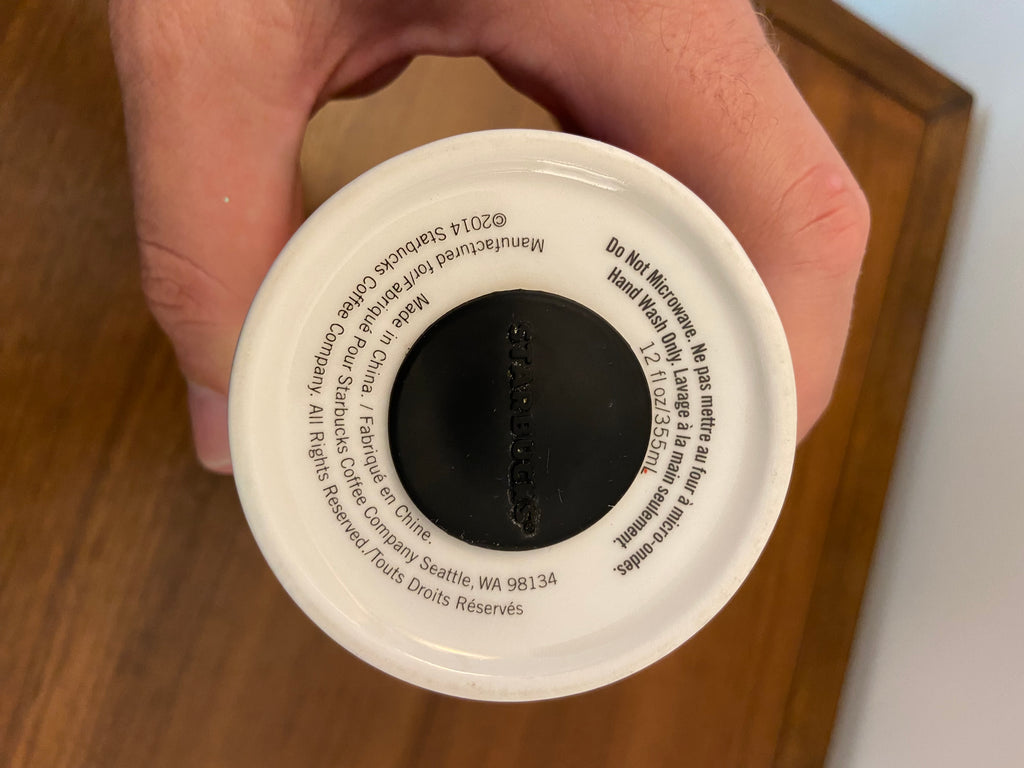 Do Not Microwave. Ne pas mettre au four à micro-ondes.
Hand Wash Only Lavage à la main seulement.
12 fl oz/355mL
STARBUCKS
Made in China. / Fabriqué en Chine.
Manufactured for/Fabriqué Pour Starbucks Coffee Company Seattle, WA 98134
©2014 Starbucks Coffee Company. All Rights Reserved./Touts Droits Réservés